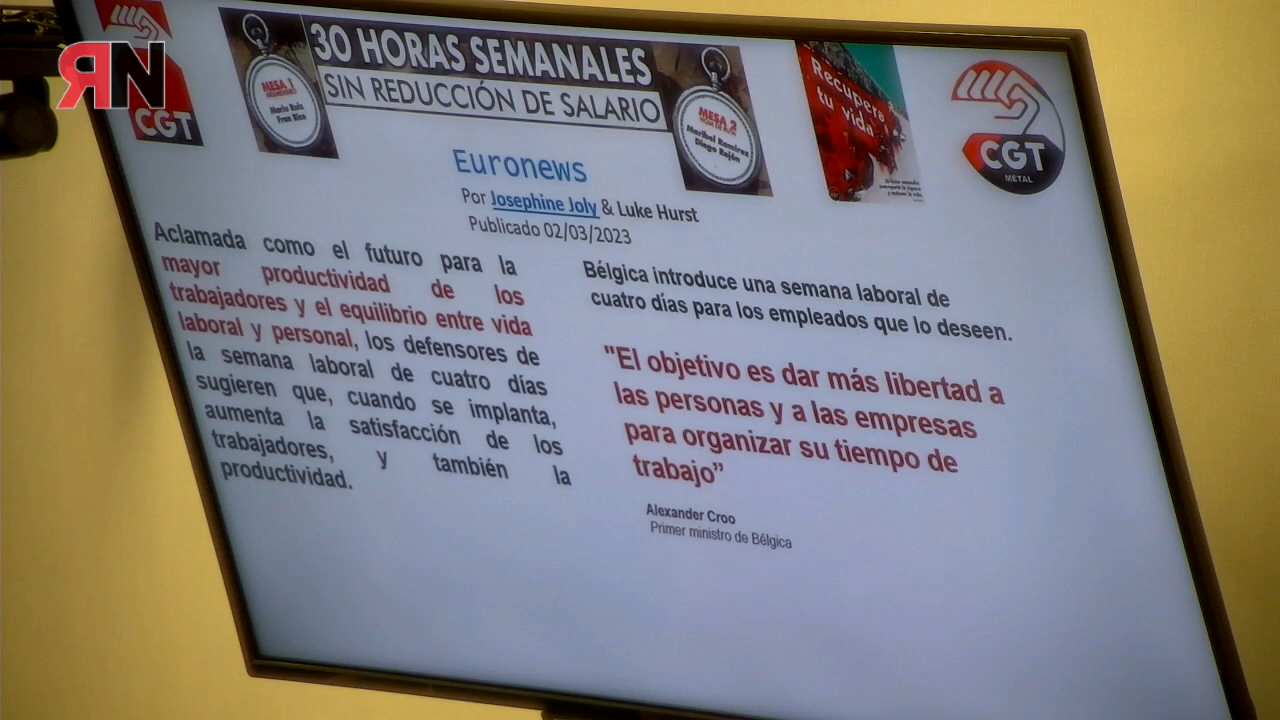 RN
CGT
MESA 1
Mario Ruiz
Fran Rico
30 HORAS SEMANALES
SIN REDUCCIÓN DE SALARIO
MESA 2
Maribel Ramírez
Diego Rejón
Recupera
tu vida
CGT
METAL
Euronews
Por Josephine Joly & Luke Hurst
Publicado 02/03/2023
Aclamada como el futuro para la
mayor productividad de los
trabajadores y el equilibrio entre vida
laboral y personal, los defensores de
la semana laboral de cuatro días
sugieren que, cuando se implanta,
aumenta la satisfacción de los
trabajadores, y también la
productividad.
Bélgica introduce una semana laboral de
cuatro días para los empleados que lo deseen.
"El objetivo es dar más libertad a
las personas y a las empresas
para organizar su tiempo de
trabajo”
Alexander Croo
Primer ministro de Bélgica